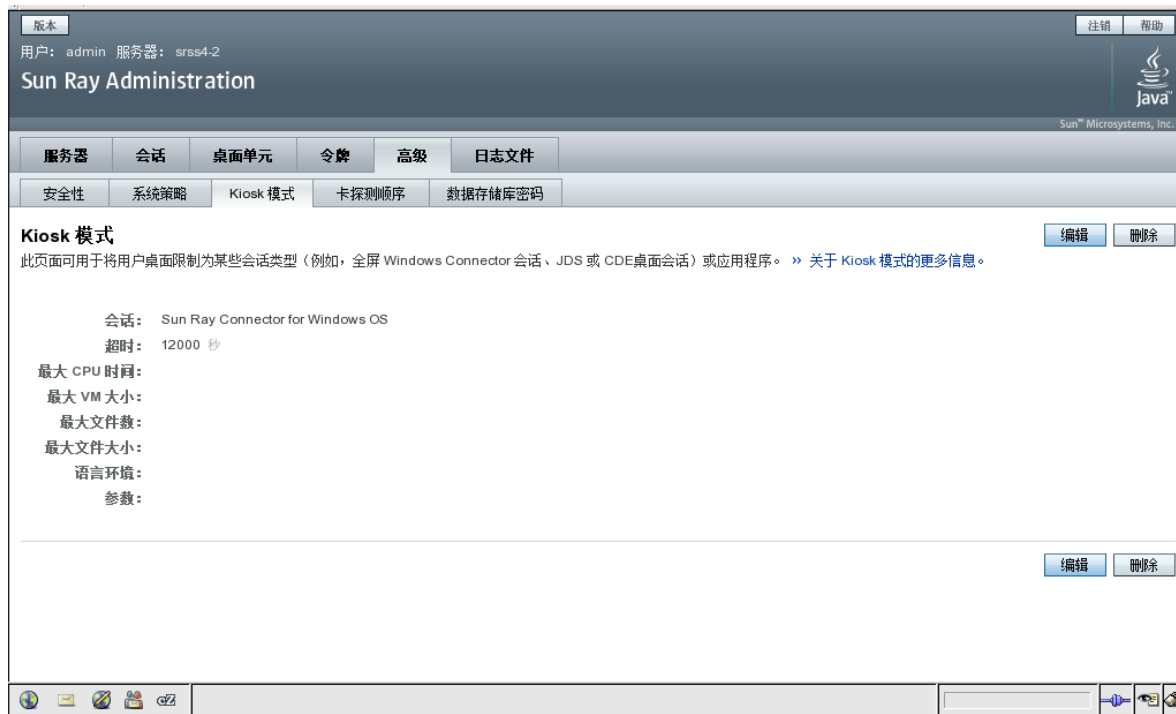 版本
注销 帮助
用户: admin 服务器: srss4-2
Sun Ray Administration
Java™
Sun™ Microsystems, Inc.
服务器 会话 桌面单元 令牌 高级 日志文件
安全性 系统策略 Kiosk 模式 卡探测顺序 数据存储库密码
Kiosk 模式
编辑 删除
此页面可用于将用户桌面限制为某些会话类型（例如，全屏 Windows Connector 会话、JDS 或 CDE桌面会话）或应用程序。 » 关于 Kiosk 模式的更多信息。
会话: Sun Ray Connector for Windows OS
超时: 12000 秒
最大 CPU 时间:
最大 VM 大小:
最大文件数:
最大文件大小:
语言环境:
参数:
编辑 删除